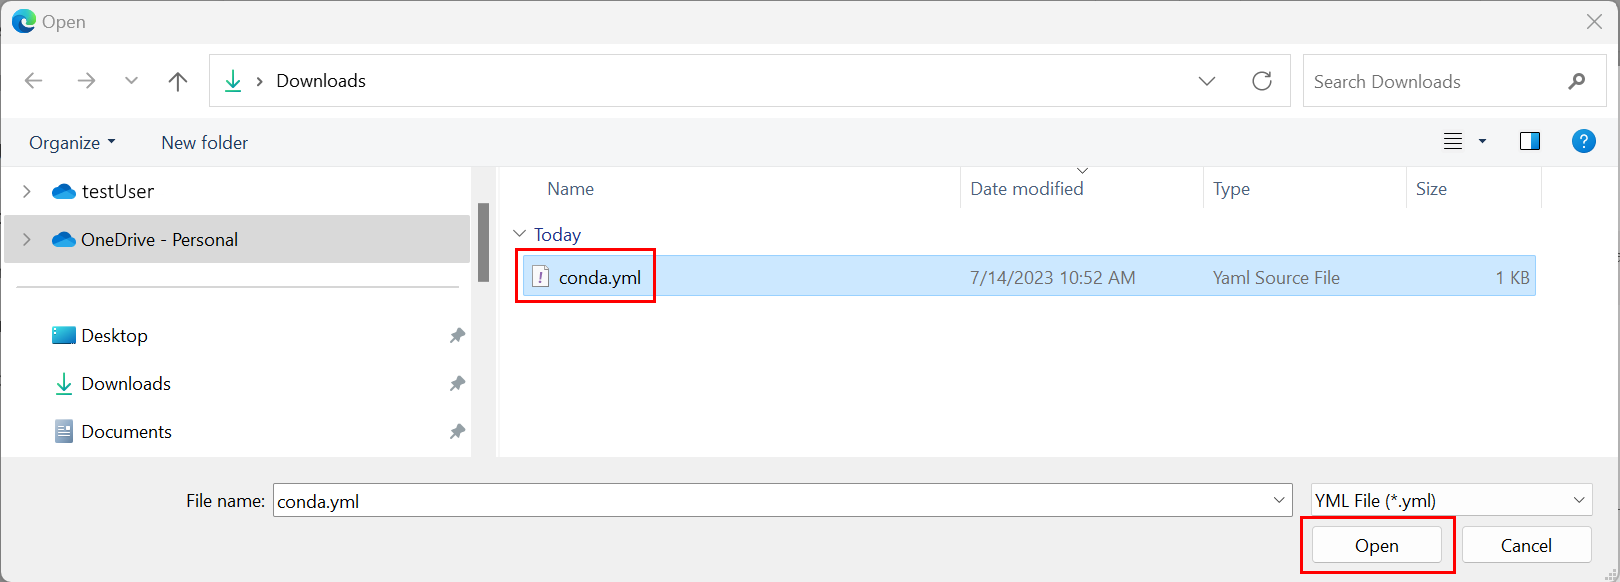 Open
Downloads
Search Downloads
Organize
New folder
testUser
OneDrive - Personal
Desktop
Downloads
Documents
Name Date modified Type Size
Today
conda.yml 7/14/2023 10:52 AM Yaml Source File 1 KB
File name: conda.yml YML File (*.yml)
Open Cancel